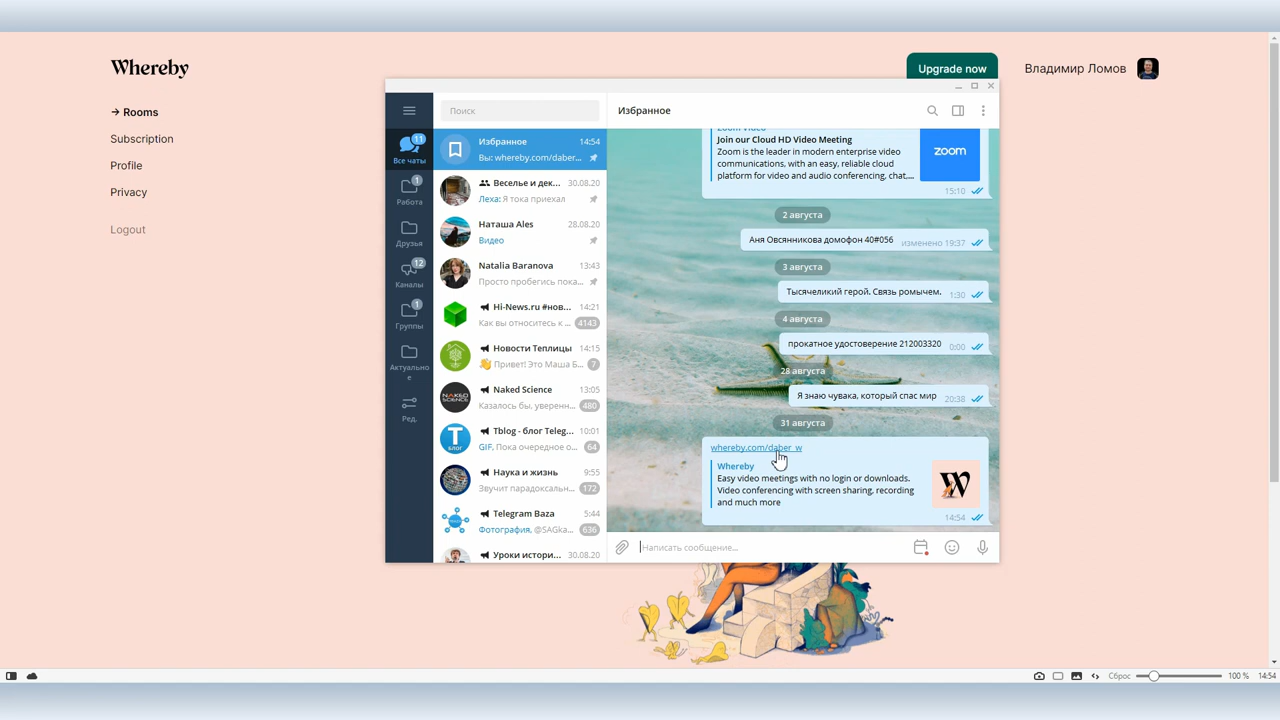 Whereby
Upgrade now
Владимир Ломов
→ Rooms
Subscription
Profile
Privacy
Logout
Поиск
Избранное
Все чаты
11
Работа
1
Друзья
Каналы
12
Группы
1
Актуально
е
Ред.
Избранное 14:54
Вы: whereby.com/daber...
Веселье и дек... 30.08.20
Леха: Я тока приехал
Наташа Ales 28.08.20
Видео
Natalia Baranova 13:43
Просто пробегись пока...
Hi-News.ru #нов... 14:21
Как вы относитесь к ... 4143
Новости Теплицы 14:15
Привет! Это Маша Б... 7
NAKED SCIENCE
Naked Science 13:05
Казалось бы, уверенн... 480
T БЛОГ
Tblog - блог Teleg... 10:01
GIF, Пока очередное о... 64
Наука и жизнь 9:55
Звучит парадоксальн... 172
Telegram Baza 5:44
Фотография, @SAGka... 636
Уроки истори... 30.08.20
Zoom Video
Join our Cloud HD Video Meeting
Zoom is the leader in modern enterprise video
communications, with an easy, reliable cloud
platform for video and audio conferencing, chat,...
zoom
15:10
2 августа
Аня Овсянникова домофон 40#056 изменено 19:37
3 августа
Тысячеликий герой. Связь ромычем. 1:30
4 августа
прокатное удостоверение 212003320 0:00
28 августа
Я знаю чувака, который спас мир 20:38
31 августа
whereby.com/daber_w
Whereby
Easy video meetings with no login or downloads.
Video conferencing with screen sharing, recording
and much more
W
14:54
Написать сообщение...
Сброс 100 % 14:54